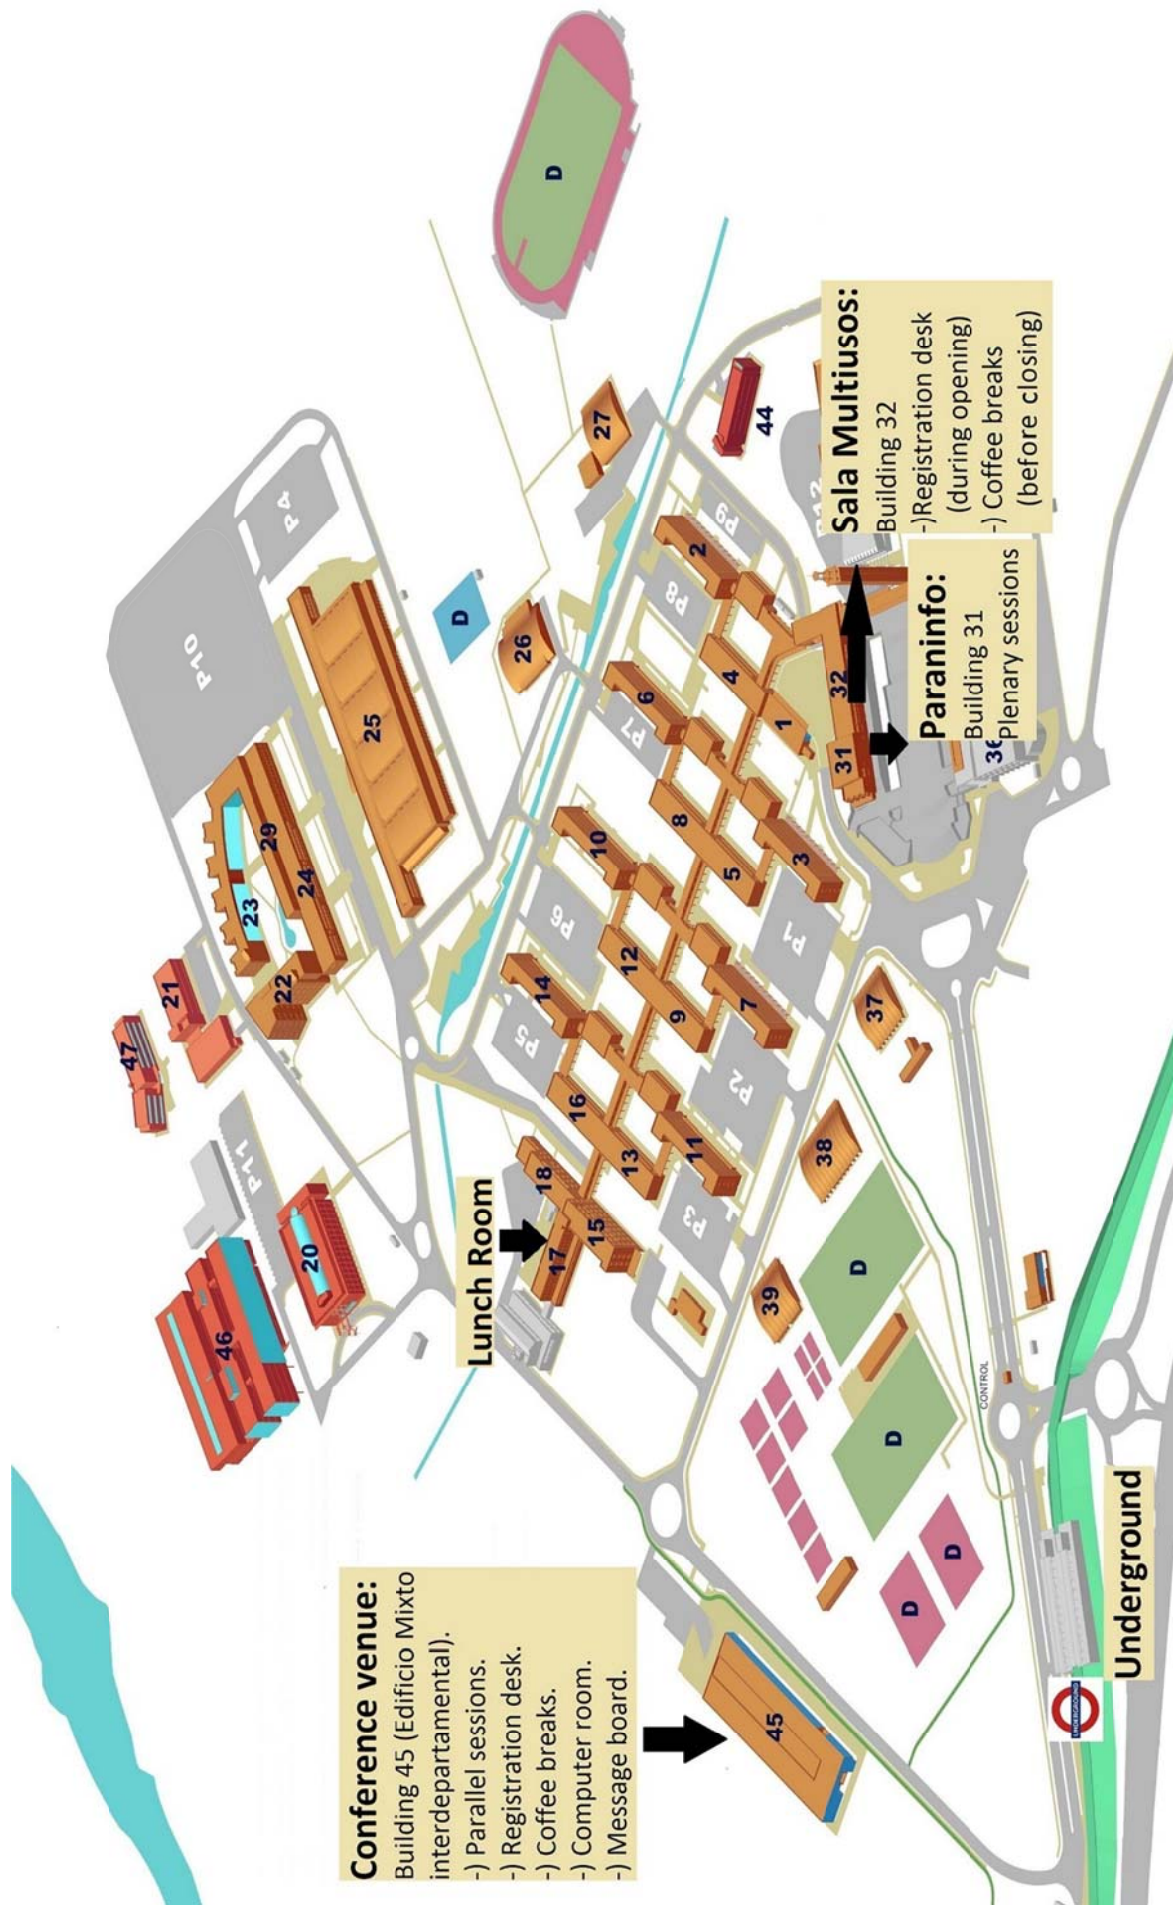 Conference venue:
Building 45 (Edificio Mixto
interdepartamental).
-) Parallel sessions.
-) Registration desk.
-) Coffee breaks.
-) Computer room.
-) Message board.
Lunch Room
Sala Multiusos:
Building 32
-)Registration desk
(during opening)
-) Coffee breaks
(before closing)
Paraninfo:
Building 31
Plenary sessions
Underground
UNDERGROUND
CONTROL
46
20
P11
47
21
22
23
24
29
25
P10
P4
D
26
27
D
17
18
15
16
13
11
14
12
9
7
10
8
5
3
6
4
1
2
P5
P6
P7
P8
P9
P3
P2
P1
31
32
36
44
37
38
39
D
D
D
D
45